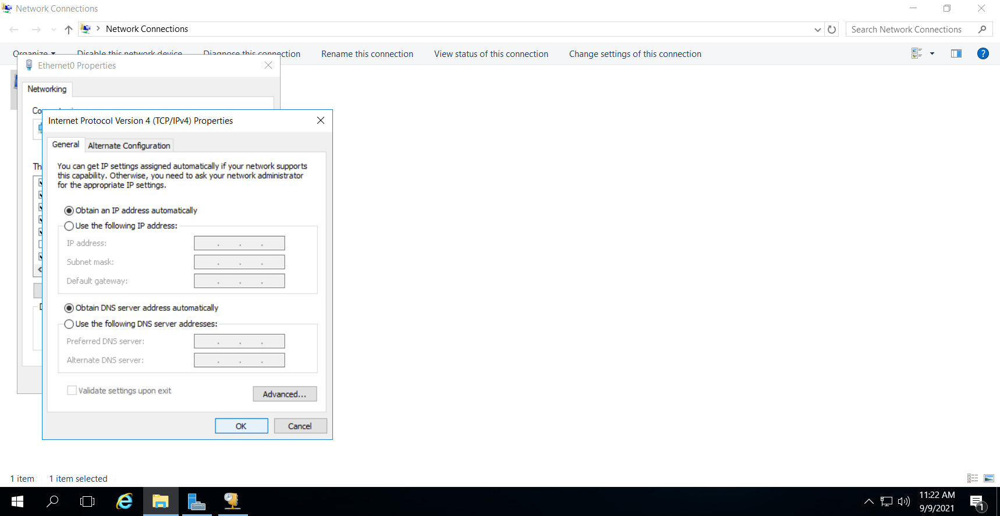 Network Connections
Network Connections
Search Network Connections
Organize
Disable this network device
Diagnose this connection
Rename this connection
View status of this connection
Change settings of this connection
Ethernet0 Properties
Networking
Internet Protocol Version 4 (TCP/IPv4) Properties
General
Alternate Configuration
You can get IP settings assigned automatically if your network supports
this capability. Otherwise, you need to ask your network administrator
for the appropriate IP settings.
Obtain an IP address automatically
Use the following IP address:
IP address:
Subnet mask:
Default gateway:
Obtain DNS server address automatically
Use the following DNS server addresses:
Preferred DNS server:
Alternate DNS server:
Validate settings upon exit
Advanced...
OK
Cancel
1 item
1 item selected
11:22 AM
9/9/2021
1